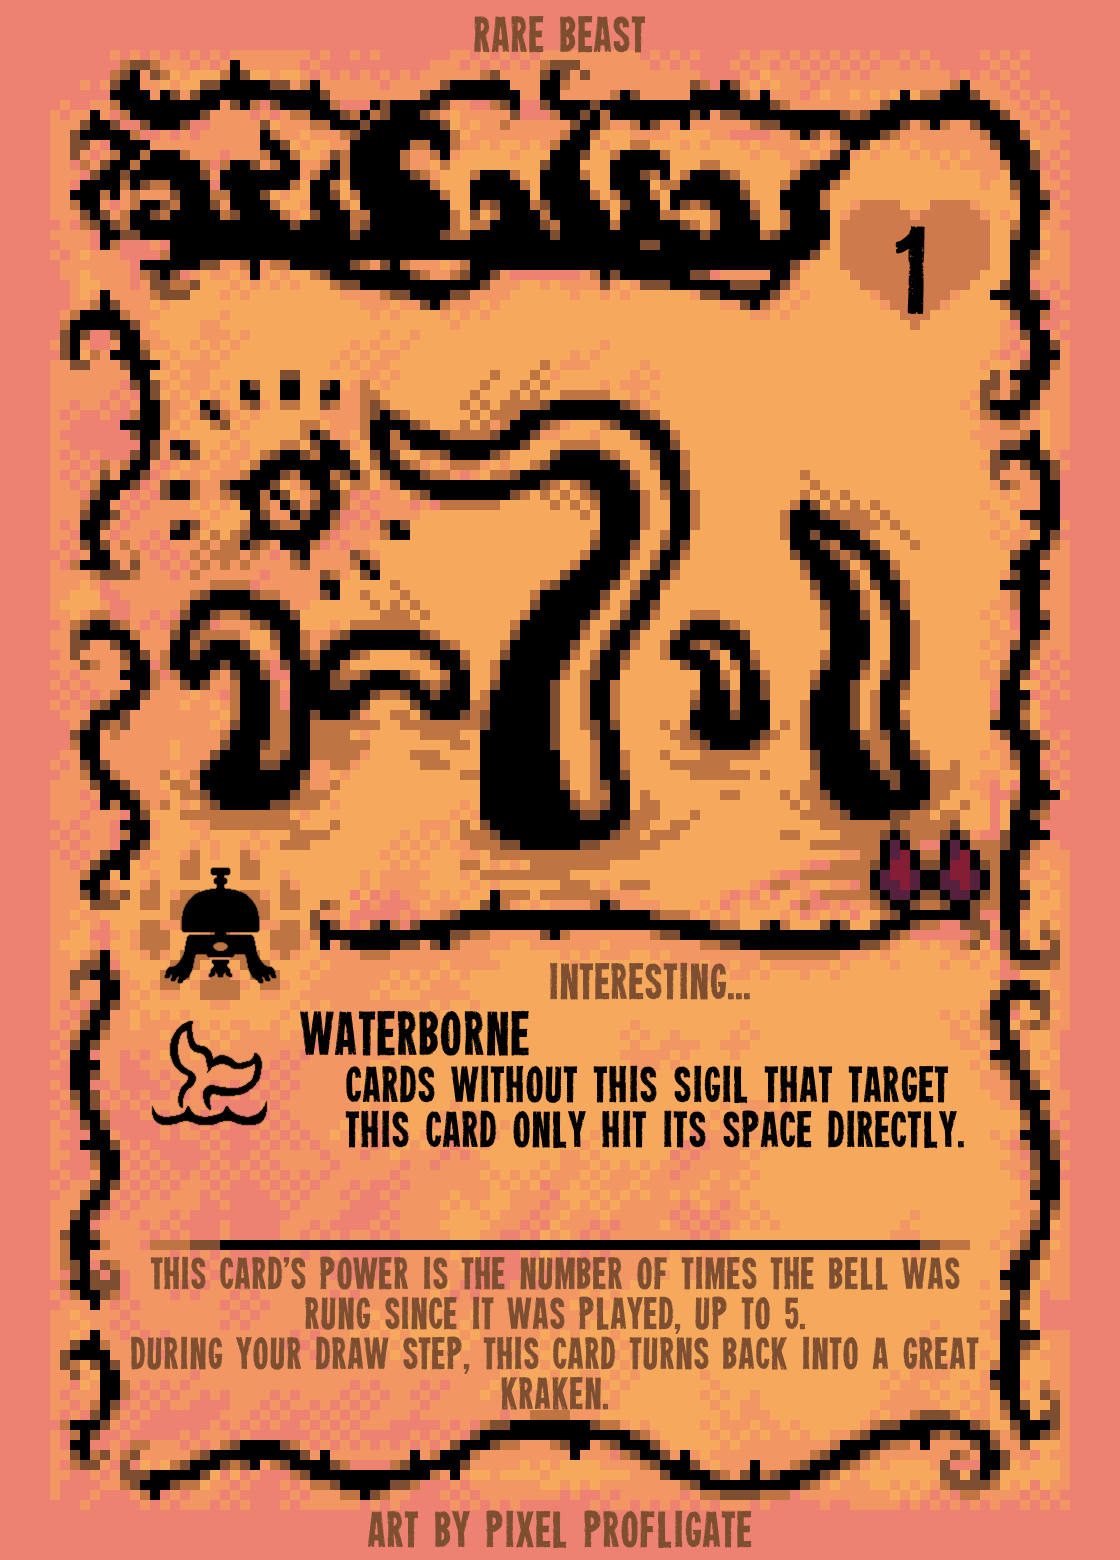 RARE BEAST
1
INTERESTING...
WATERBORNE
CARDS WITHOUT THIS SIGIL THAT TARGET
THIS CARD ONLY HIT ITS SPACE DIRECTLY.
THIS CARD'S POWER IS THE NUMBER OF TIMES THE BELL WAS
RUNG SINCE IT WAS PLAYED, UP TO 5.
DURING YOUR DRAW STEP, THIS CARD TURNS BACK INTO A GREAT
KRAKEN.
ART BY PIXEL PROFLIGATE